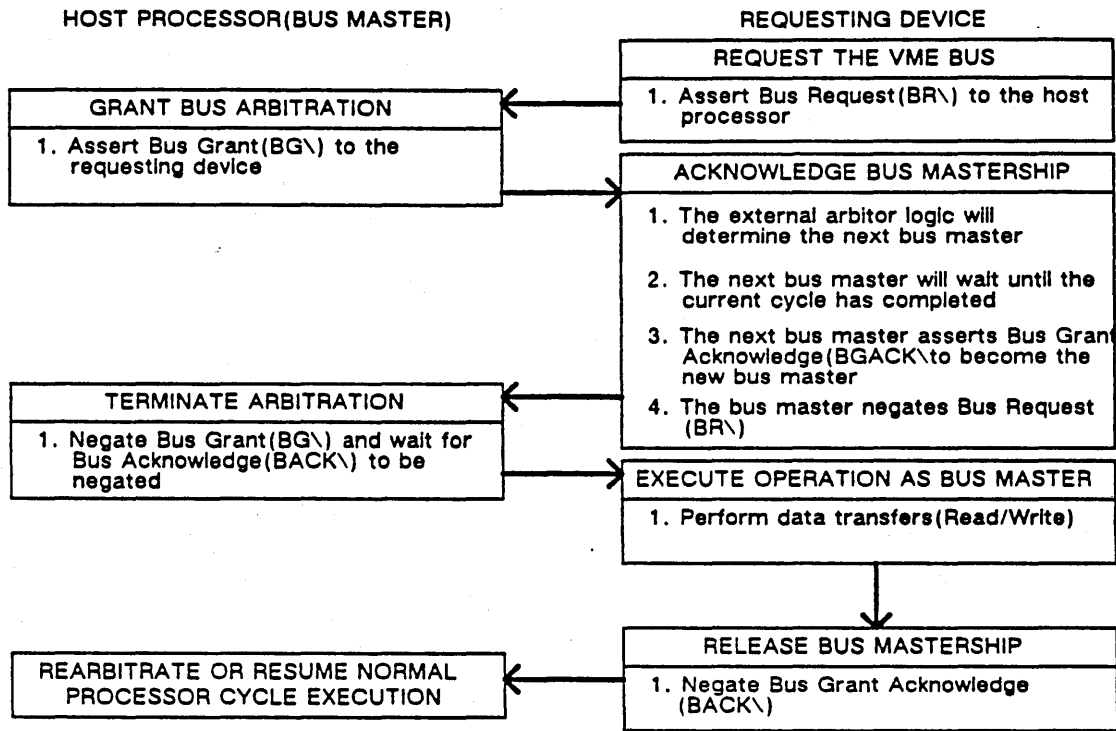 HOST PROCESSOR(BUS MASTER)
REQUESTING DEVICE
REQUEST THE VME BUS
1. Assert Bus Request(BR\) to the host
processor
GRANT BUS ARBITRATION
1. Assert Bus Grant(BG\) to the
requesting device
ACKNOWLEDGE BUS MASTERSHIP
1. The external arbitor logic will
determine the next bus master
2. The next bus master will wait until the
current cycle has completed
3. The next bus master asserts Bus Grant
Acknowledge(BGACK\to become the
new bus master
4. The bus master negates Bus Request
(BR\)
TERMINATE ARBITRATION
1. Negate Bus Grant(BG\) and wait for
Bus Acknowledge(BACK\) to be
negated
EXECUTE OPERATION AS BUS MASTER
1. Perform data transfers(Read/Write)
RELEASE BUS MASTERSHIP
1. Negate Bus Grant Acknowledge
(BACK\)
REARBITRATE OR RESUME NORMAL
PROCESSOR CYCLE EXECUTION